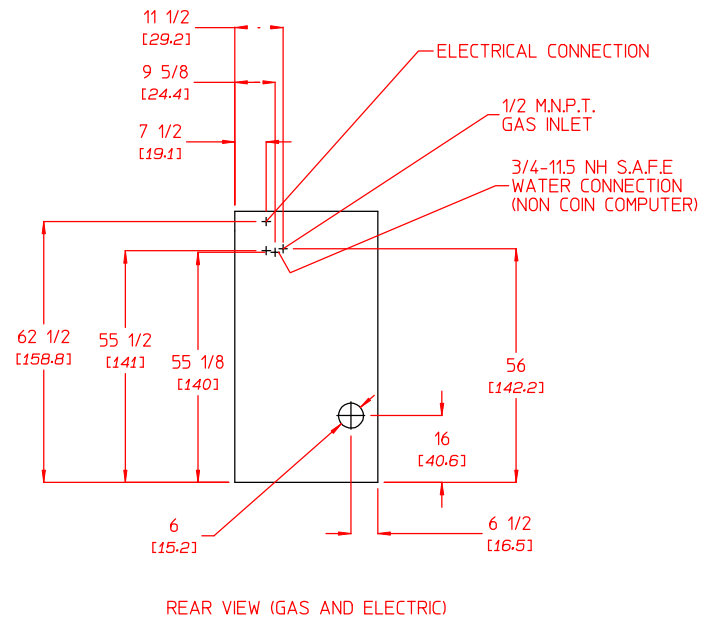 11 1/2
[29.2]
9 5/8
[24.4]
7 1/2
[19.1]
ELECTRICAL CONNECTION
1/2 M.N.P.T.
GAS INLET
3/4-11.5 NH S.A.F.E
WATER CONNECTION
(NON COIN COMPUTER)
62 1/2
[158.8]
55 1/2
[141]
55 1/8
[140]
56
[142.2]
16
[40.6]
6
[15.2]
6 1/2
[16.5]
REAR VIEW (GAS AND ELECTRIC)